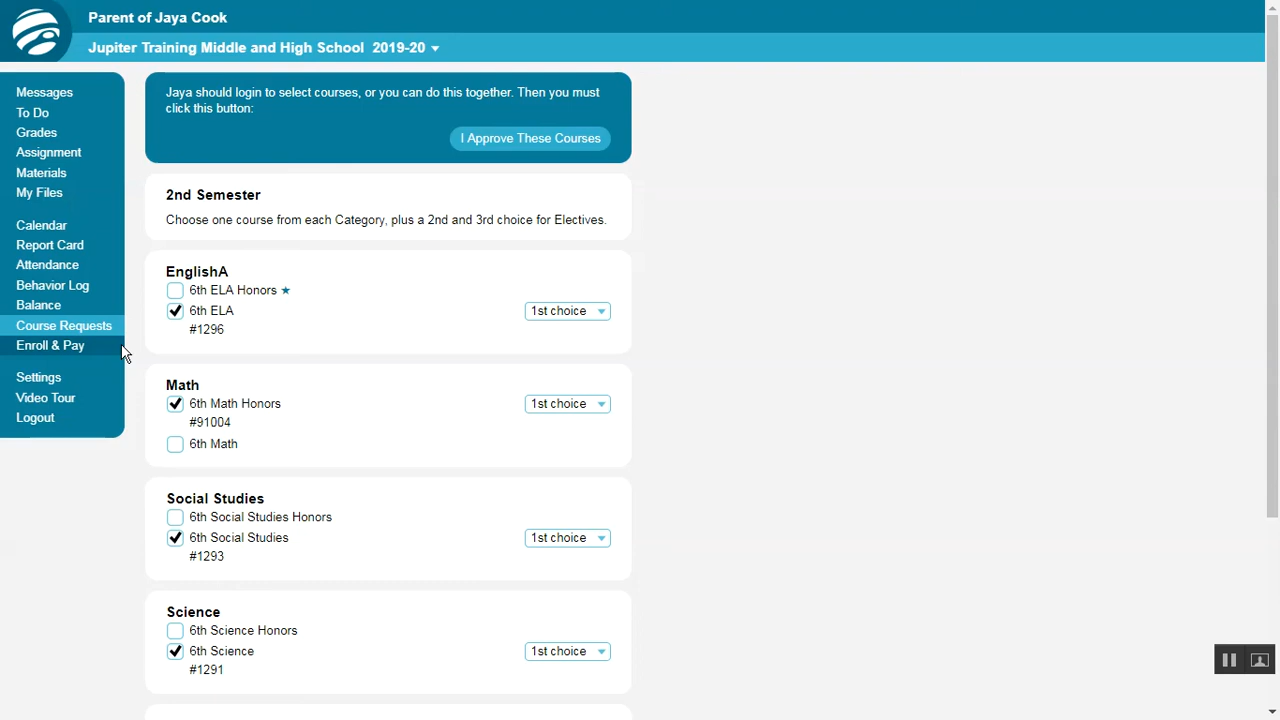 Parent of Jaya Cook
Jupiter Training Middle and High School 2019-20
Messages
To Do
Grades
Assignment
Materials
My Files
Calendar
Report Card
Attendance
Behavior Log
Balance
Course Requests
Enroll & Pay
Settings
Video Tour
Logout
Jaya should login to select courses, or you can do this together. Then you must
click this button:
I Approve These Courses
2nd Semester
Choose one course from each Category, plus a 2nd and 3rd choice for Electives.
EnglishA
6th ELA Honors ★
6th ELA 1st choice
#1296
Math
6th Math Honors 1st choice
#91004
6th Math
Social Studies
6th Social Studies Honors
6th Social Studies 1st choice
#1293
Science
6th Science Honors
6th Science 1st choice
#1291